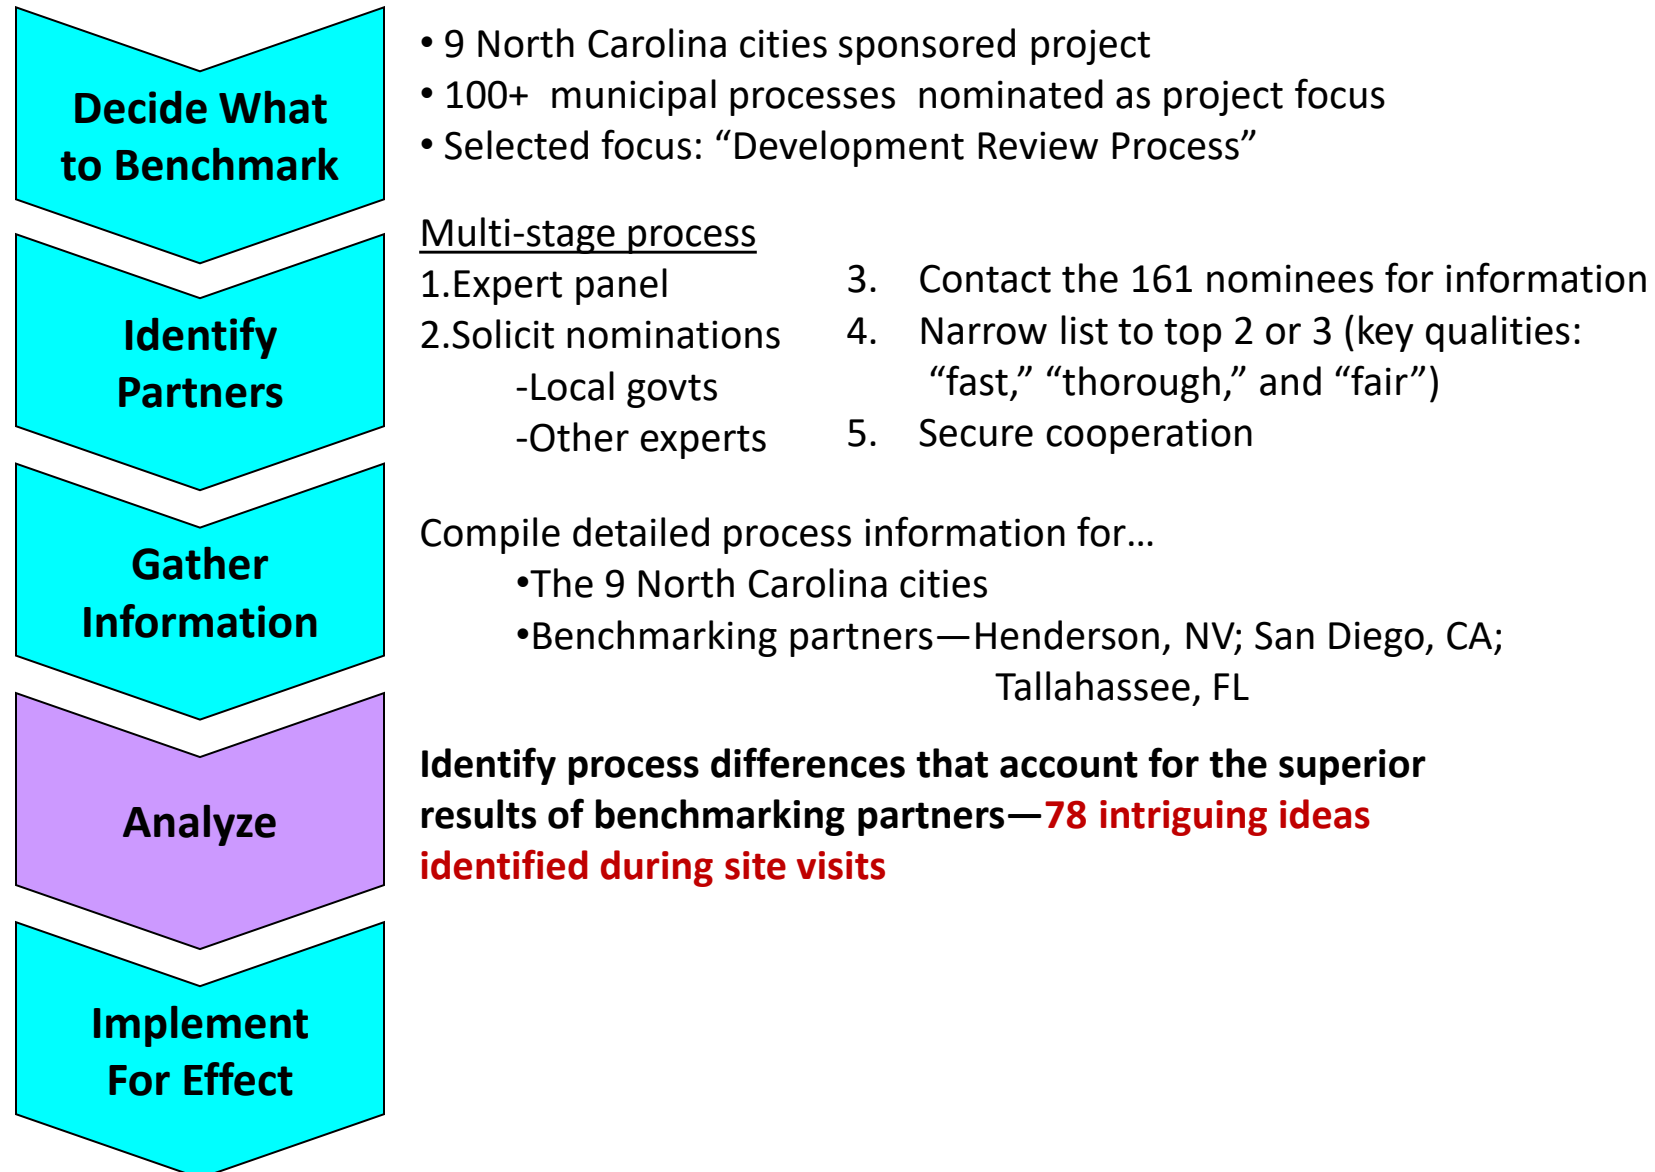 Decide What
to Benchmark
• 9 North Carolina cities sponsored project
• 100+ municipal processes nominated as project focus
• Selected focus: “Development Review Process”
Identify
Partners
Multi-stage process
1.Expert panel
2.Solicit nominations
-Local govts
-Other experts
3. Contact the 161 nominees for information
4. Narrow list to top 2 or 3 (key qualities:
“fast,” “thorough,” and “fair”)
5. Secure cooperation
Gather
Information
Compile detailed process information for…
•The 9 North Carolina cities
•Benchmarking partners—Henderson, NV; San Diego, CA;
Tallahassee, FL
Analyze
Identify process differences that account for the superior
results of benchmarking partners—78 intriguing ideas
identified during site visits
Implement
For Effect